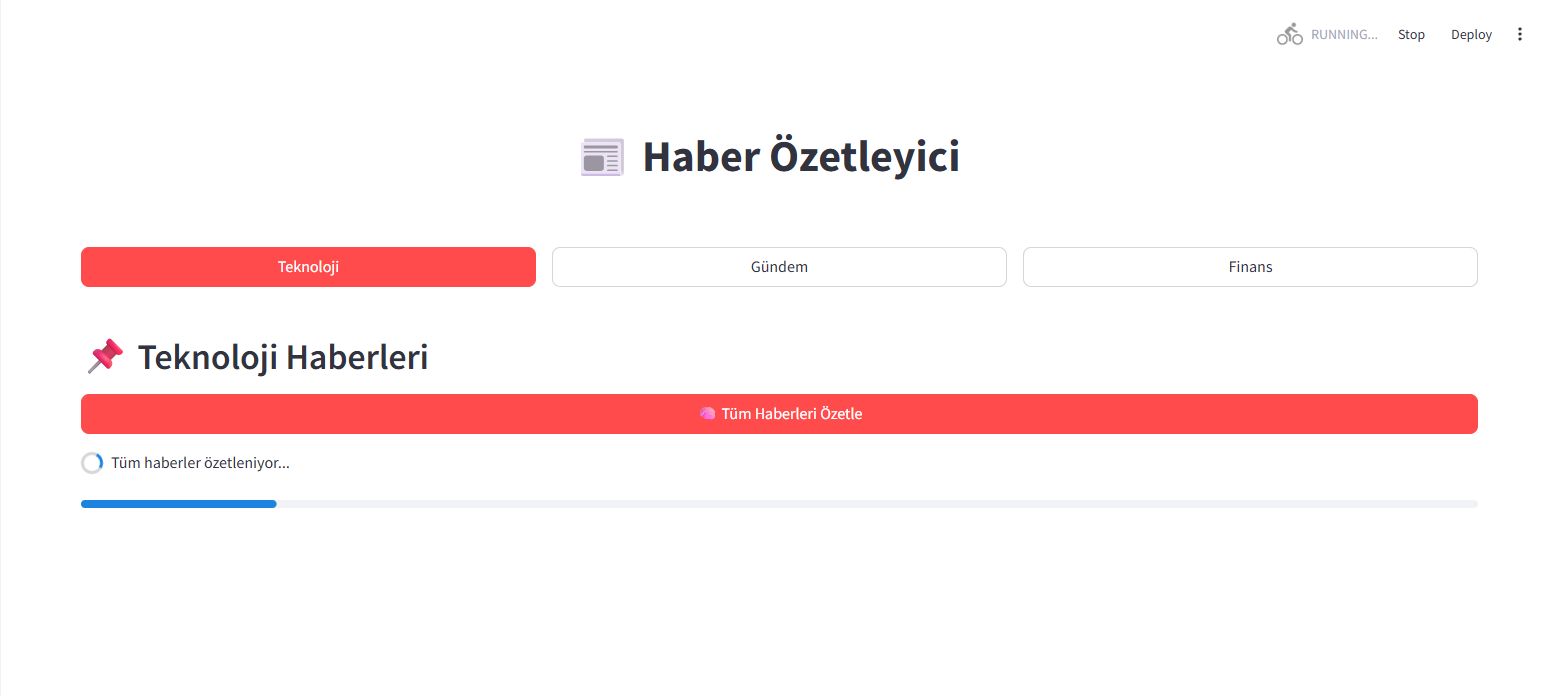 RUNNING... Stop Deploy
Haber Özetleyici
Teknoloji Gündem Finans
Teknoloji Haberleri
Tüm Haberleri Özetle
Tüm haberler özetleniyor...